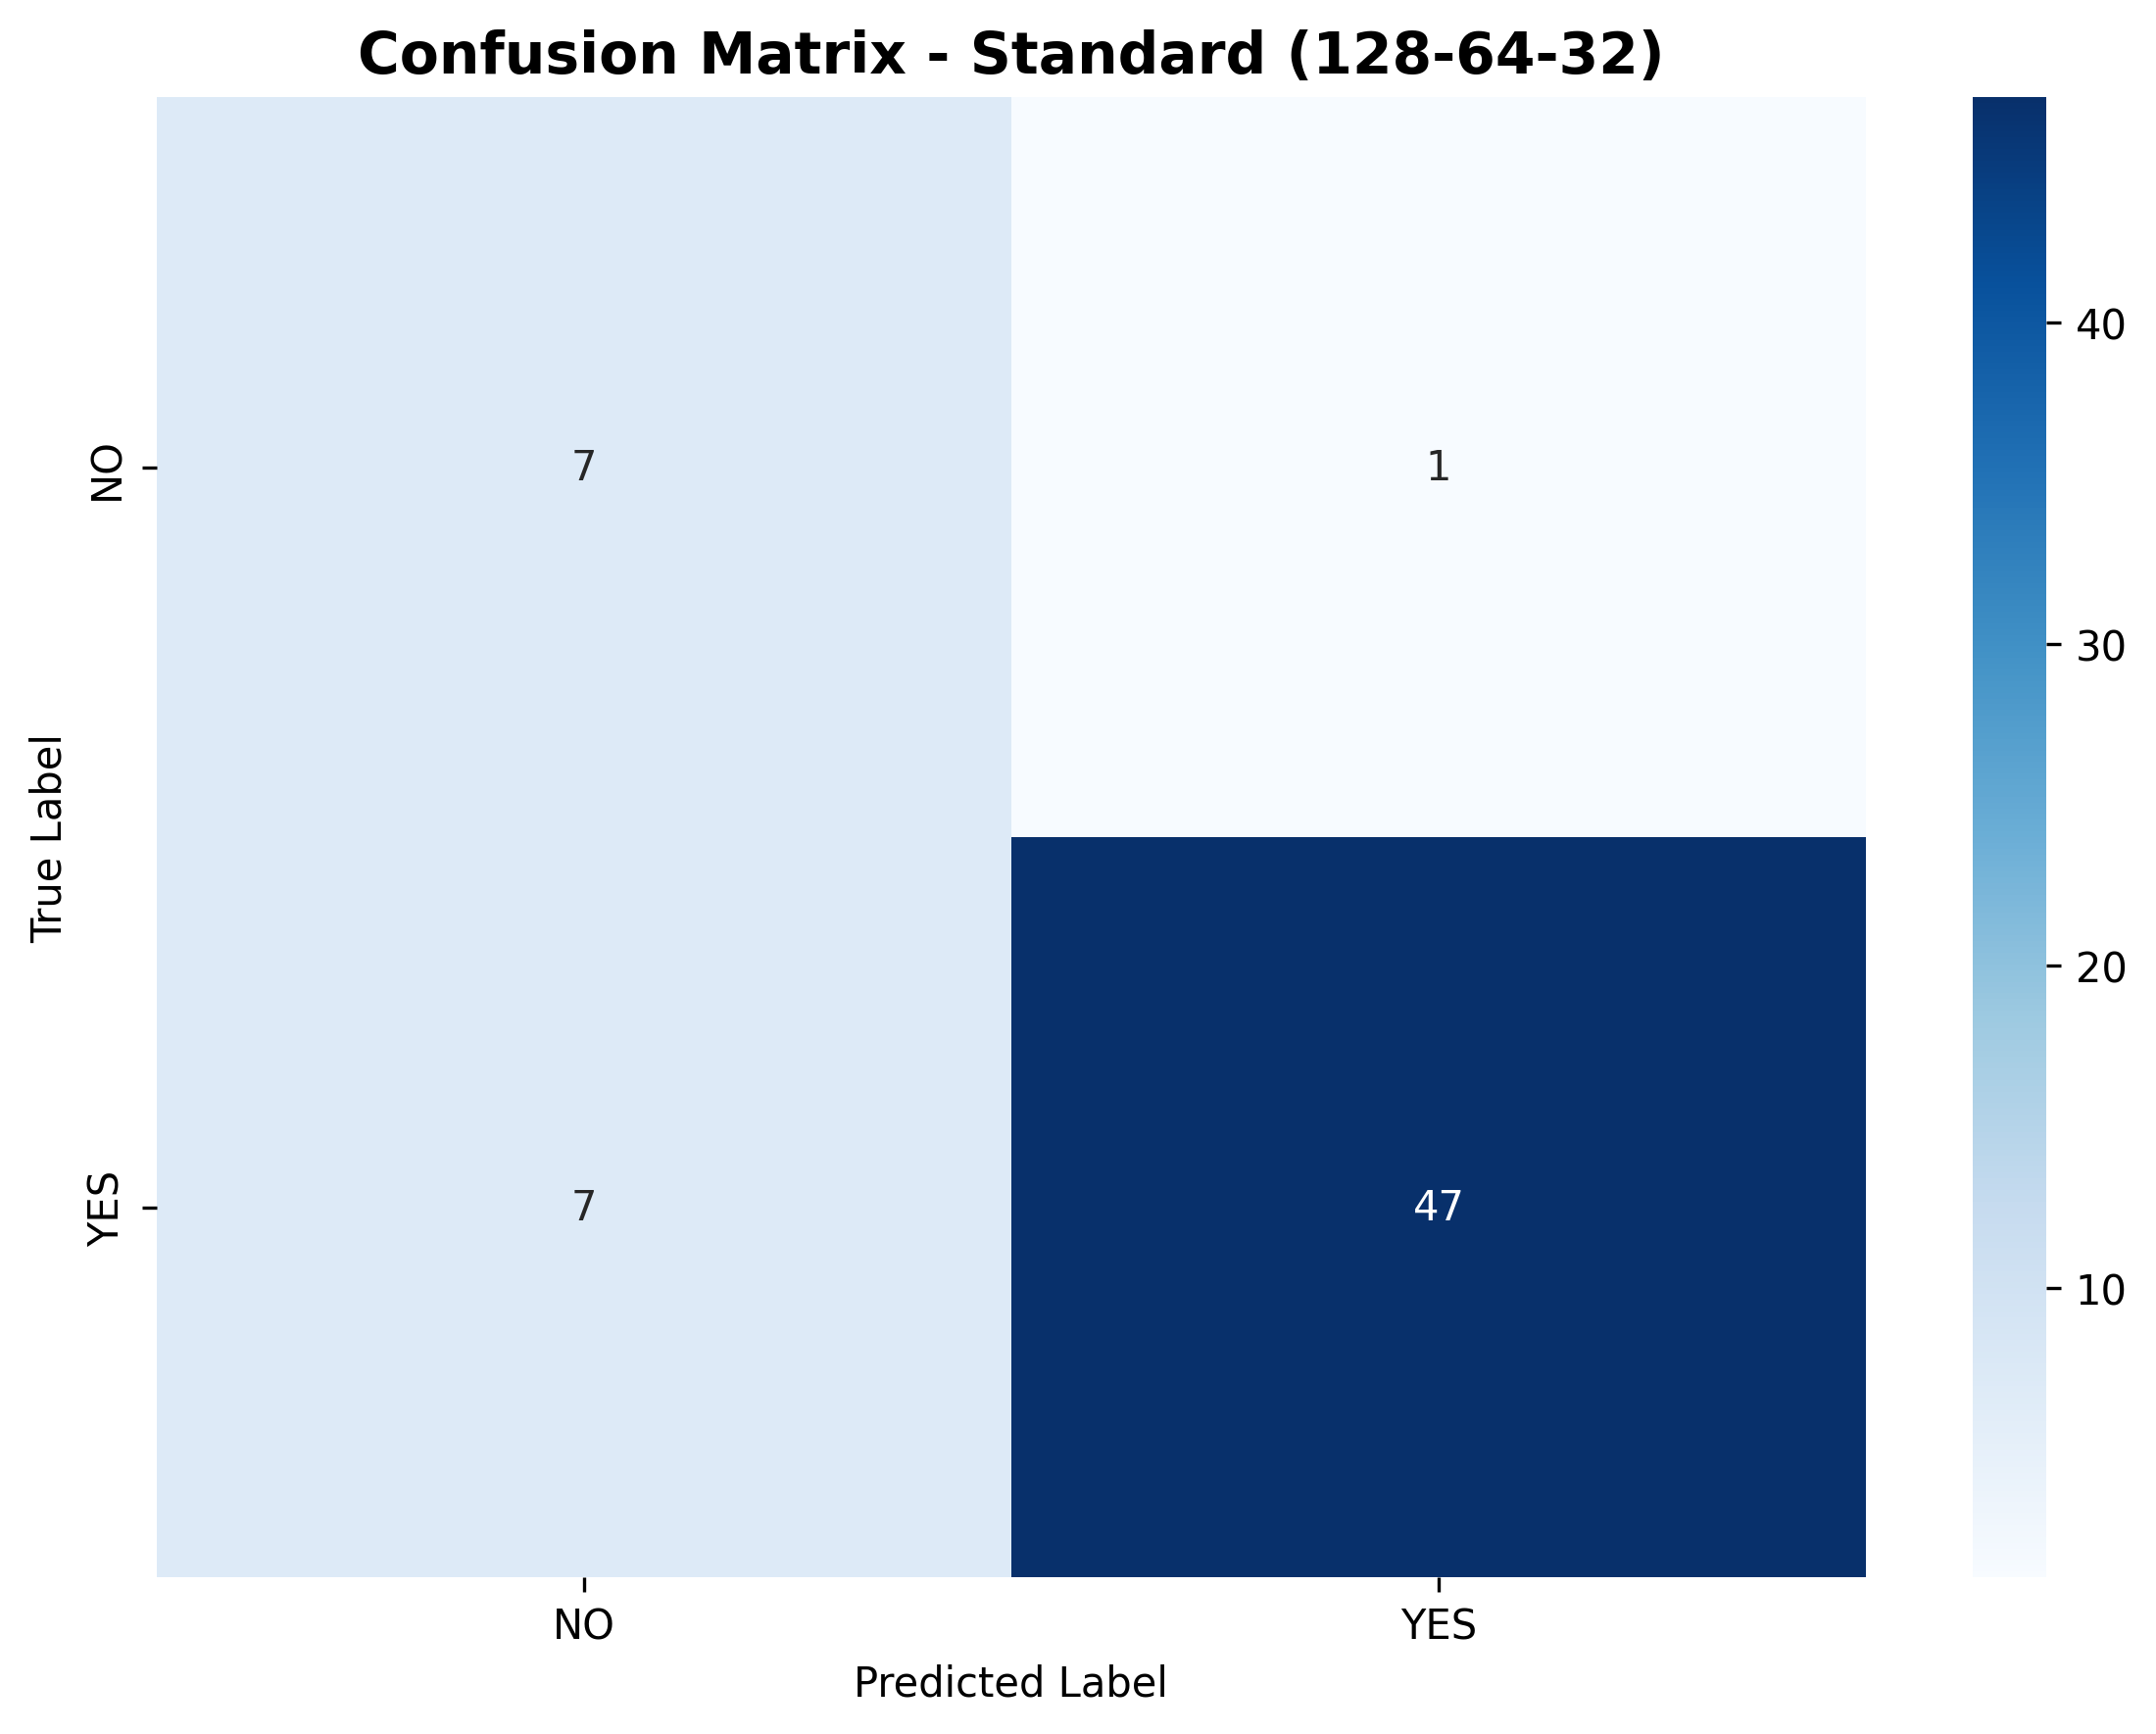 Confusion Matrix - Standard (128-64-32)
True Label
NO
YES
7
1
7
47
NO
YES
Predicted Label
40
30
20
10